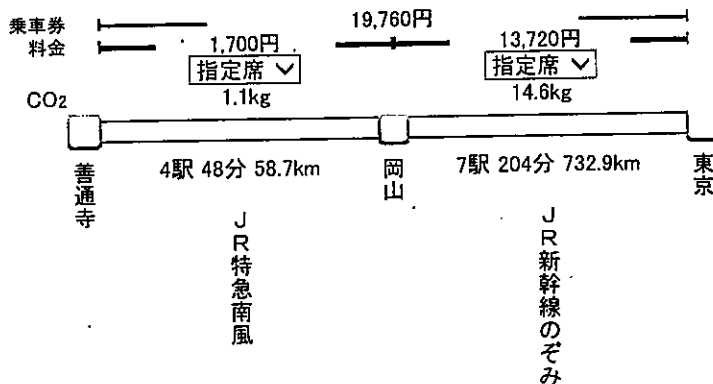 乗車券 19,760円
料金 1,700円 13,720円
指定席 指定席
CO2 1.1kg 14.6kg
4駅 48分 58.7km 7駅 204分 732.9km
善通寺
岡山
東京
JR特急南風
JR新幹線のぞみ